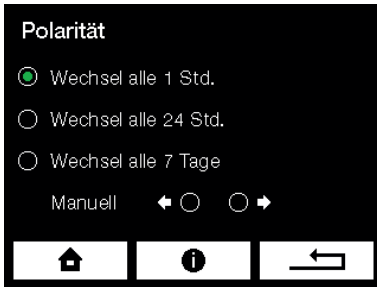 Polarität
Wechsel alle 1 Std.
Wechsel alle 24 Std.
Wechsel alle 7 Tage
Manuell